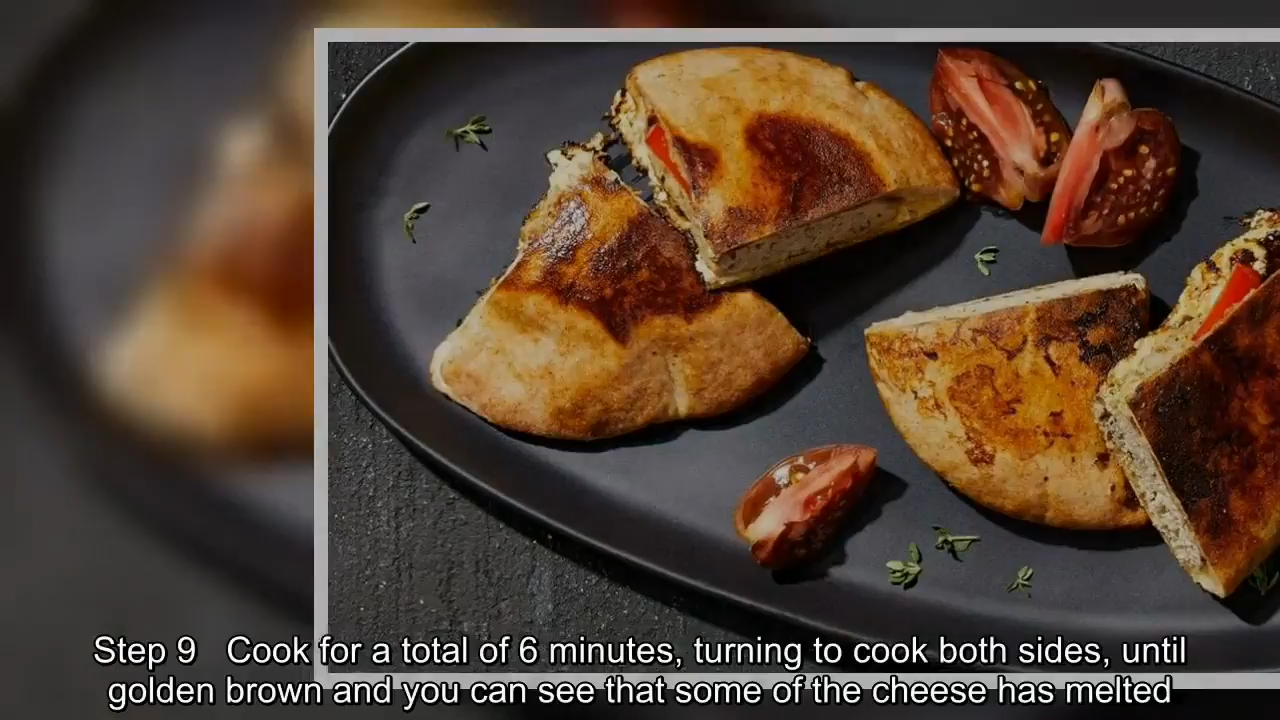 Step 9 Cook for a total of 6 minutes, turning to cook both sides, until
golden brown and you can see that some of the cheese has melted